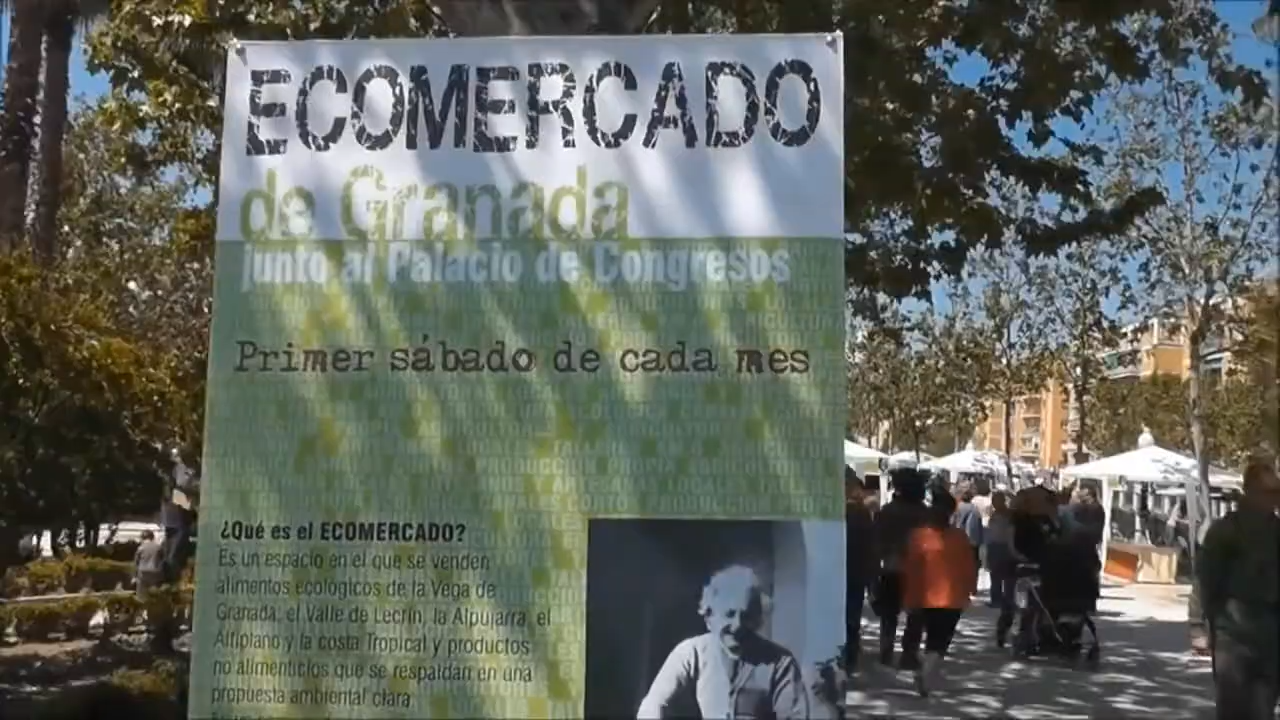 ECOMERCADO
de Granada
junto al Palacio de Congresos
Primer sábado de cada mes
PRODUCCIÓN PROPIA
¿Qué es el ECOMERCADO?
Es un espacio en el que se venden
alimentos ecológicos de la Vega de
Granada, el Valle de Lecrín, la Alpujarra, el
Altiplano y la costa Tropical y productos
no alimenticios que se respaldan en una
propuesta ambiental clara.